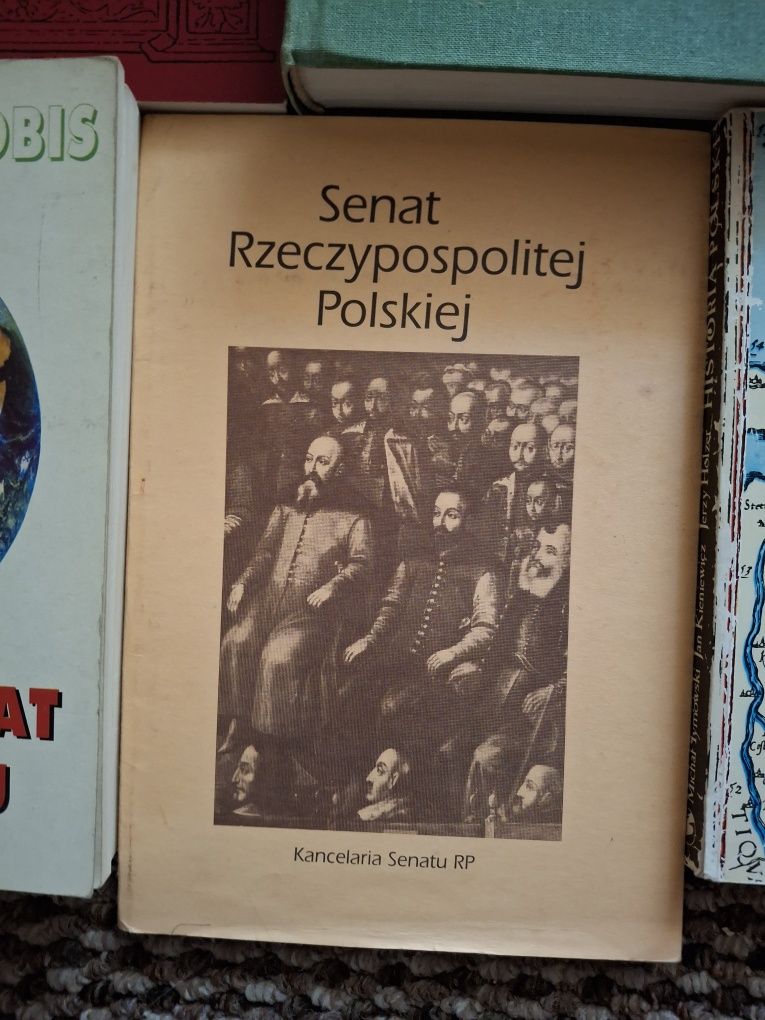 OBIS
Senat
Rzeczypospolitej
Polskiej
Kancelaria Senatu RP
AT
U
Michał Tymowski Jan Kieniewicz Jerzy Holzer HISTORIA POLSKI